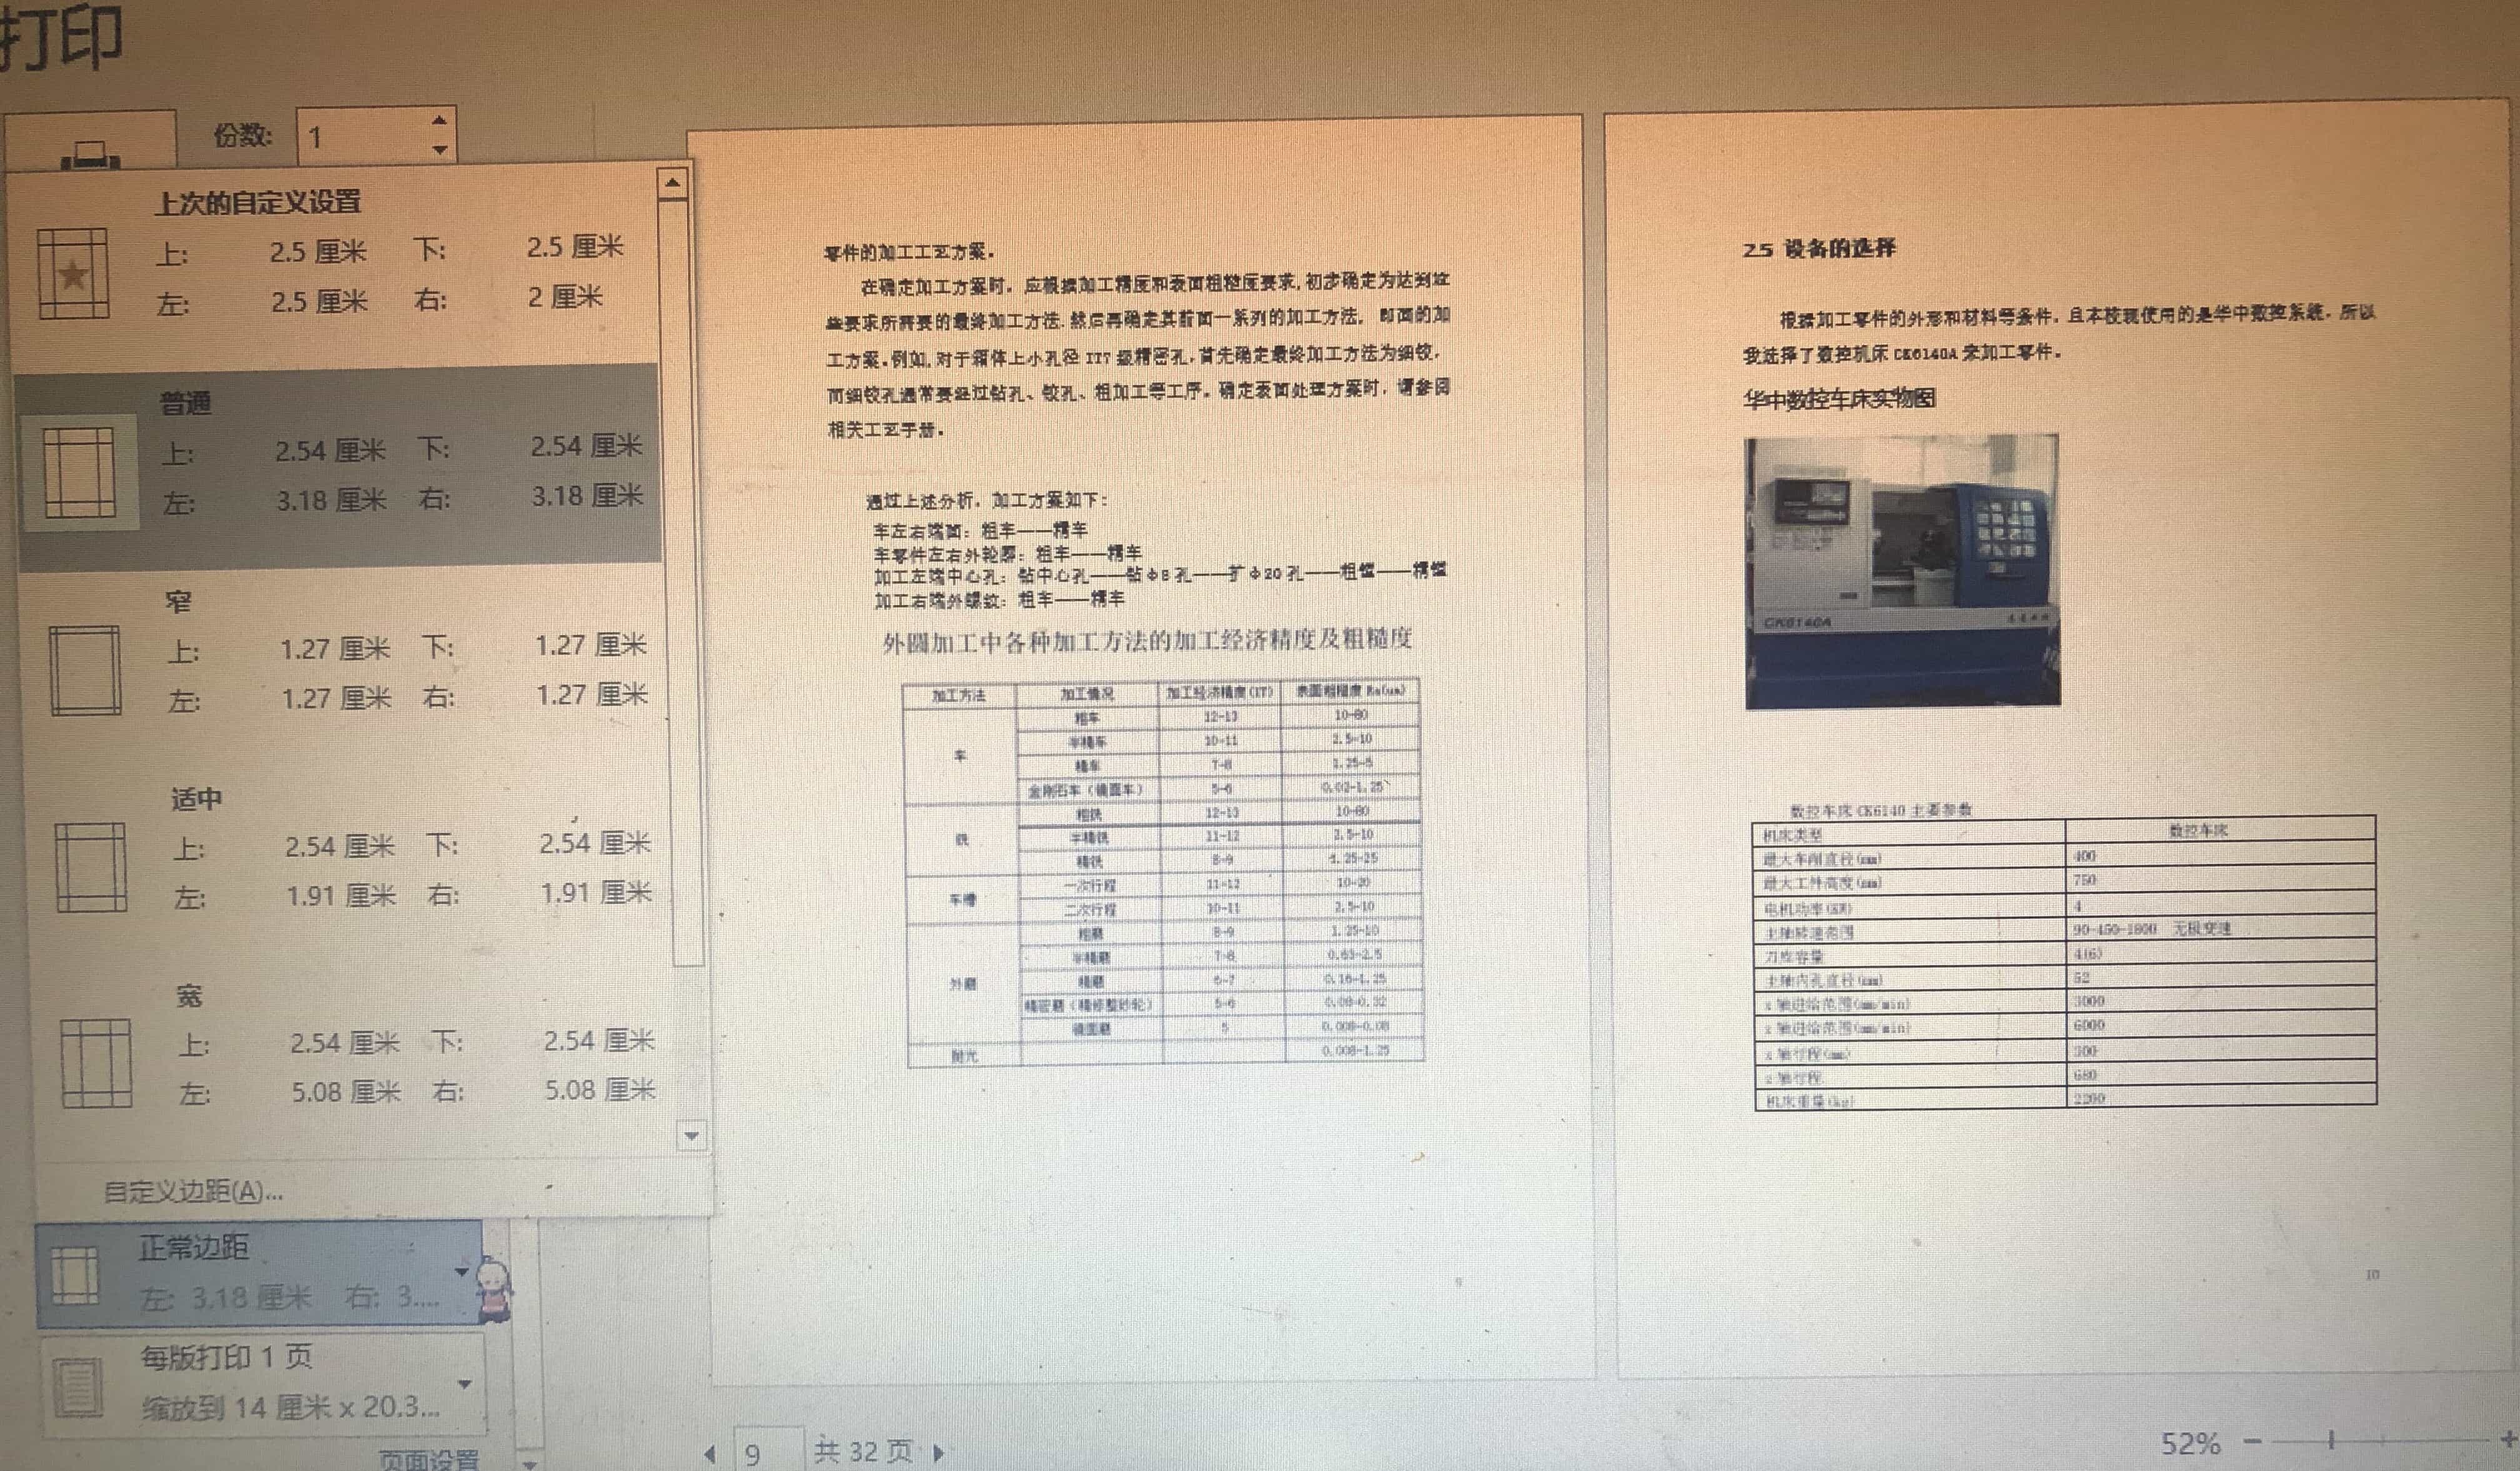 打印
份数: 1
上次的自定义设置
上: 2.5 厘米 下: 2.5 厘米
左: 2.5 厘米 右: 2 厘米
普通
上: 2.54 厘米 下: 2.54 厘米
左: 3.18 厘米 右: 3.18 厘米
窄
上: 1.27 厘米 下: 1.27 厘米
左: 1.27 厘米 右: 1.27 厘米
适中
上: 2.54 厘米 下: 2.54 厘米
左: 1.91 厘米 右: 1.91 厘米
宽
上: 2.54 厘米 下: 2.54 厘米
左: 5.08 厘米 右: 5.08 厘米
自定义边距(A)...
正常边距
左: 3.18 厘米 右: 3....
每版打印 1 页
缩放到 14 厘米 x 20.3...
页面设置
零件的加工工艺方案。
在确定加工方案时，应根据加工精度和表面粗糙度要求,初步确定为达到这
些要求所需要的最终加工方法.然后再确定其前面一系列的加工方法，即面的加
工方案.例如,对于箱体上小孔径 IT7 级精密孔,首先确定最终加工方法为细铰,
而细铰孔通常要经过钻孔、铰孔、粗加工等工序。确定表面处理方案时，请参阅
相关工艺手册。
通过上述分析，加工方案如下：
车左右端面：粗车——精车
车零件左右外轮廓：粗车——精车
加工左端中心孔：钻中心孔——钻φ8 孔——扩φ20 孔——粗镗——精镗
加工右端外螺纹：粗车——精车
外圆加工中各种加工方法的加工经济精度及粗糙度
加工方法 加工情况 加工经济精度(IT) 表面粗糙度 Ra(um)
车 粗车 12-13 10-80
半精车 10-11 2.5-10
精车 7-8 1.25-5
金刚石车（镜面车） 5-6 0.02-1.25
铣 粗铣 12-13 10-80
半精铣 11-12 2.5-10
精铣 8-9 1.25-25
车槽 一次行程 11-12 10-20
二次行程 10-11 2.5-10
外磨 粗磨 8-9 1.25-10
半精磨 7-8 0.63-2.5
精磨 6-7 0.16-1.25
精密磨（精修整砂轮） 5-6 0.08-0.32
镜面磨 5 0.008-0.08
抛光 0.008-1.25
9
2.5 设备的选择
根据加工零件的外形和材料等条件，且本校现使用的是华中数控系统，所以
我选择了数控机床 CK6140A 来加工零件。
华中数控车床实物图
CK6140A
数控车床 CK6140 主要参数
机床类型 数控车床
最大车削直径(mm) 400
最大工件高度(mm) 750
电机功率(KW) 4
主轴转速范围 90-450-1800 无极变速
刀库容量 4(6)
主轴内孔直径(mm) 52
x 轴进给范围(mm/min) 3000
z 轴进给范围(mm/min) 6000
x 轴行程(mm) 300
z 轴行程 680
机床重量(kg) 2200
10
9 共 32 页
52%